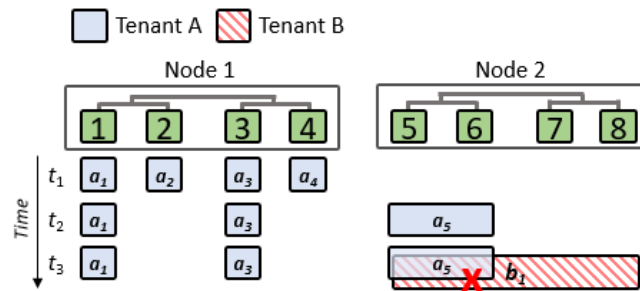 Tenant A Tenant B
Node 1 Node 2
1 2 3 4 5 6 7 8
t1 a1 a2 a3 a4
t2 a1 a3 a5
t3 a1 a3 a5 X b1
Time